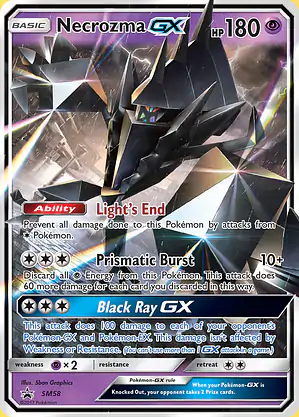 BASIC Necrozma GX HP 180
Ability Light's End
Prevent all damage done to this Pokémon by attacks from
Pokémon.
Prismatic Burst 10+
Discard all Energy from this Pokémon. This attack does
60 more damage for each card you discarded in this way.
Black Ray GX
This attack does 100 damage to each of your opponent's
Pokémon-GX and Pokémon-EX. This damage isn't affected by
Weakness or Resistance. (You can't use more than 1 GX attack in a game.)
weakness ×2 resistance retreat
Pokémon-GX rule
When your Pokémon-GX is
Knocked Out, your opponent takes 2 Prize cards.
Illus. 5ban Graphics
SM58
©2017 Pokémon